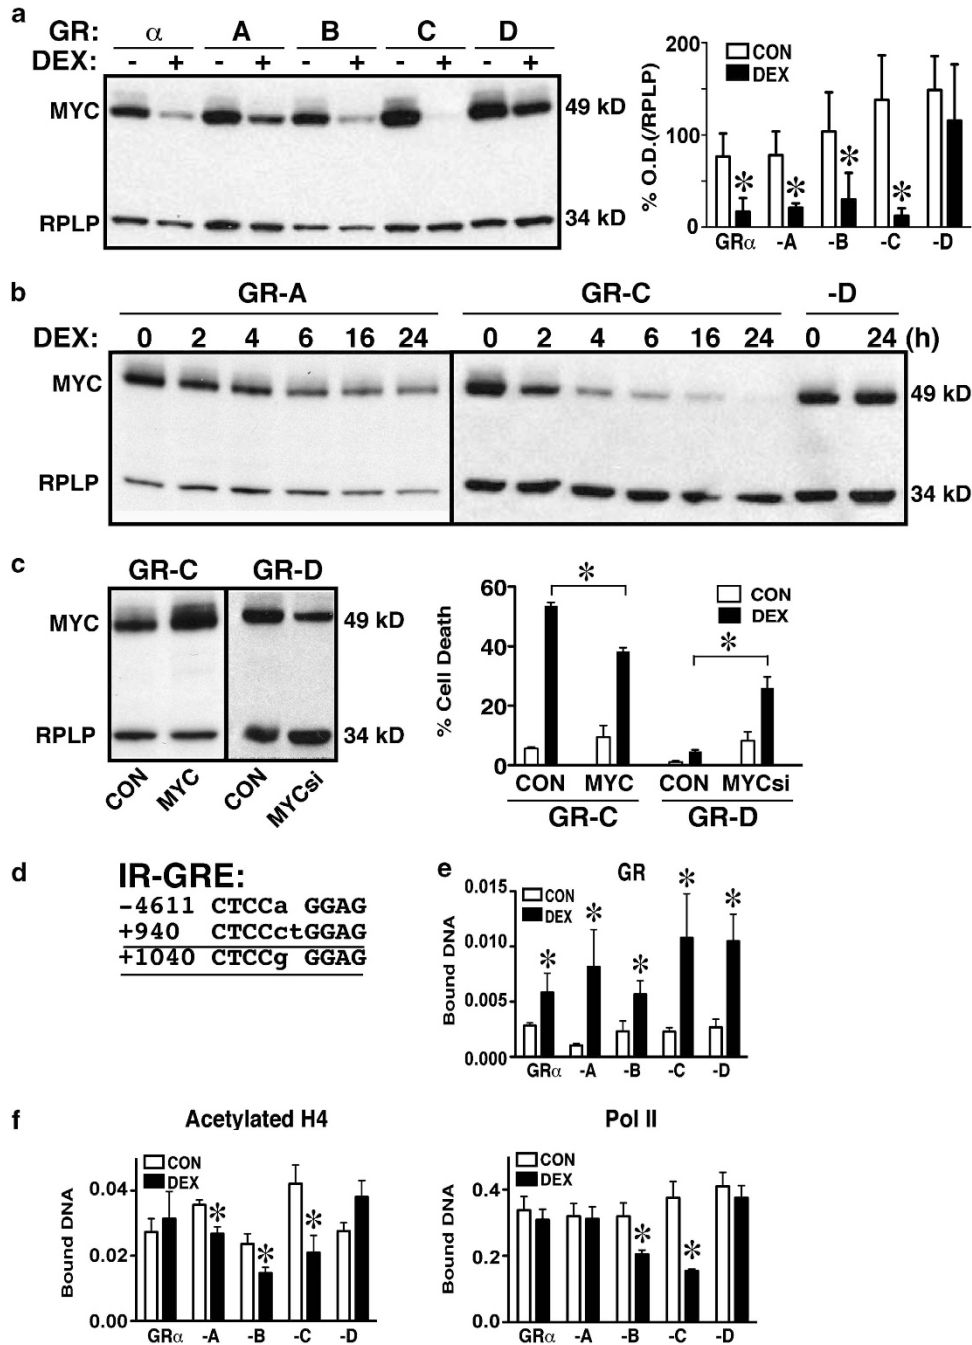 a
GR: α A B C D
DEX: - + - + - + - + - +
MYC 49 kD
RPLP 34 kD
% O.D.(/RPLP)
200
100
0
CON
DEX
* * * *
GRα -A -B -C -D
b
GR-A GR-C -D
DEX: 0 2 4 6 16 24 0 2 4 6 16 24 0 24 (h)
MYC 49 kD
RPLP 34 kD
c
GR-C GR-D
MYC 49 kD
RPLP 34 kD
CON MYC CON MYCsi
% Cell Death
60
40
20
0
CON
DEX
* *
CON MYC CON MYCsi
GR-C GR-D
d
IR-GRE:
-4611 CTCCa GGAG
+940 CTCCctGGAG
+1040 CTCCg GGAG
e
GR
Bound DNA
0.015
0.010
0.005
0.000
CON
DEX
* * * * *
GRα -A -B -C -D
f
Acetylated H4
Bound DNA
0.04
0.02
0.00
CON
DEX
* * *
GRα -A -B -C -D
Pol II
Bound DNA
0.4
0.2
0.0
CON
DEX
* *
GRα -A -B -C -D